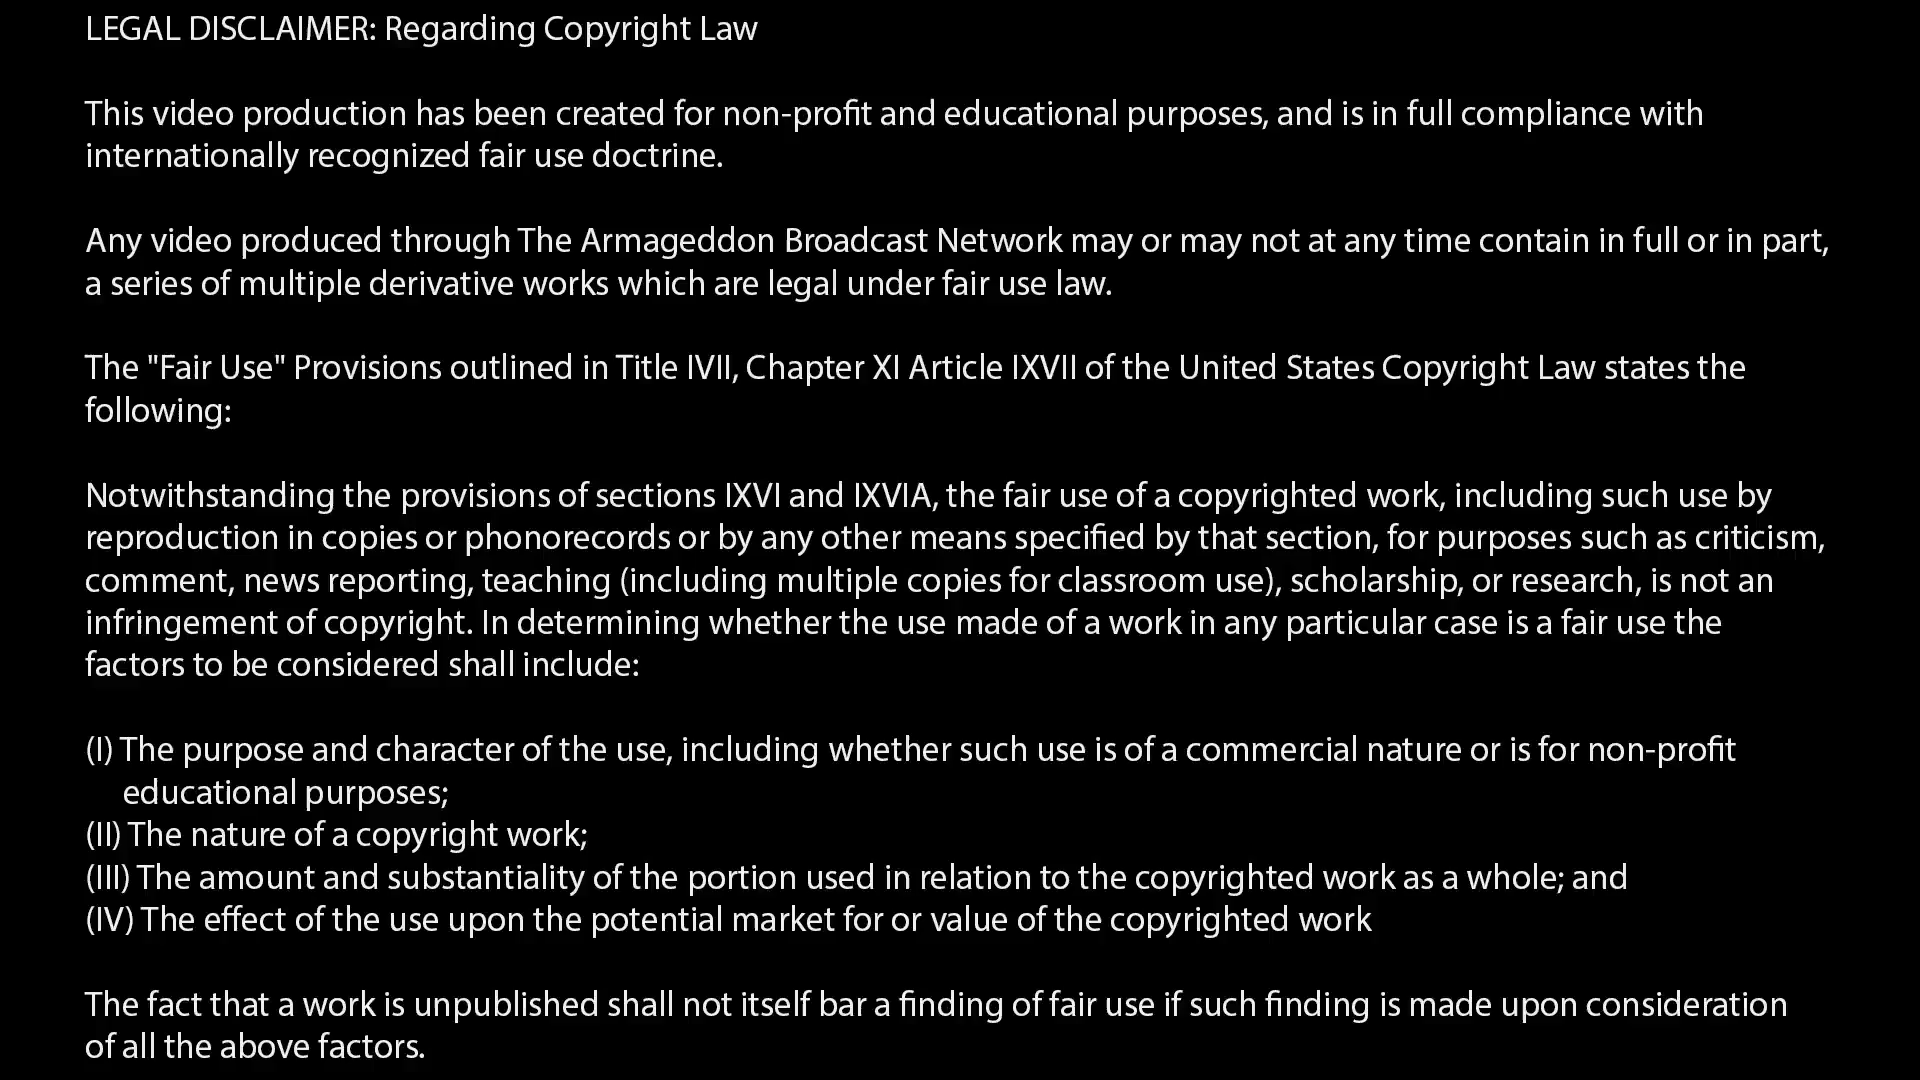 LEGAL DISCLAIMER: Regarding Copyright Law
This video production has been created for non-profit and educational purposes, and is in full compliance with
internationally recognized fair use doctrine.
Any video produced through The Armageddon Broadcast Network may or may not at any time contain in full or in part,
a series of multiple derivative works which are legal under fair use law.
The "Fair Use" Provisions outlined in Title IVII, Chapter XI Article IXVII of the United States Copyright Law states the
following:
Notwithstanding the provisions of sections IXVI and IXVIA, the fair use of a copyrighted work, including such use by
reproduction in copies or phonorecords or by any other means specified by that section, for purposes such as criticism,
comment, news reporting, teaching (including multiple copies for classroom use), scholarship, or research, is not an
infringement of copyright. In determining whether the use made of a work in any particular case is a fair use the
factors to be considered shall include:
(I) The purpose and character of the use, including whether such use is of a commercial nature or is for non-profit
educational purposes;
(II) The nature of a copyright work;
(III) The amount and substantiality of the portion used in relation to the copyrighted work as a whole; and
(IV) The effect of the use upon the potential market for or value of the copyrighted work
The fact that a work is unpublished shall not itself bar a finding of fair use if such finding is made upon consideration
of all the above factors.